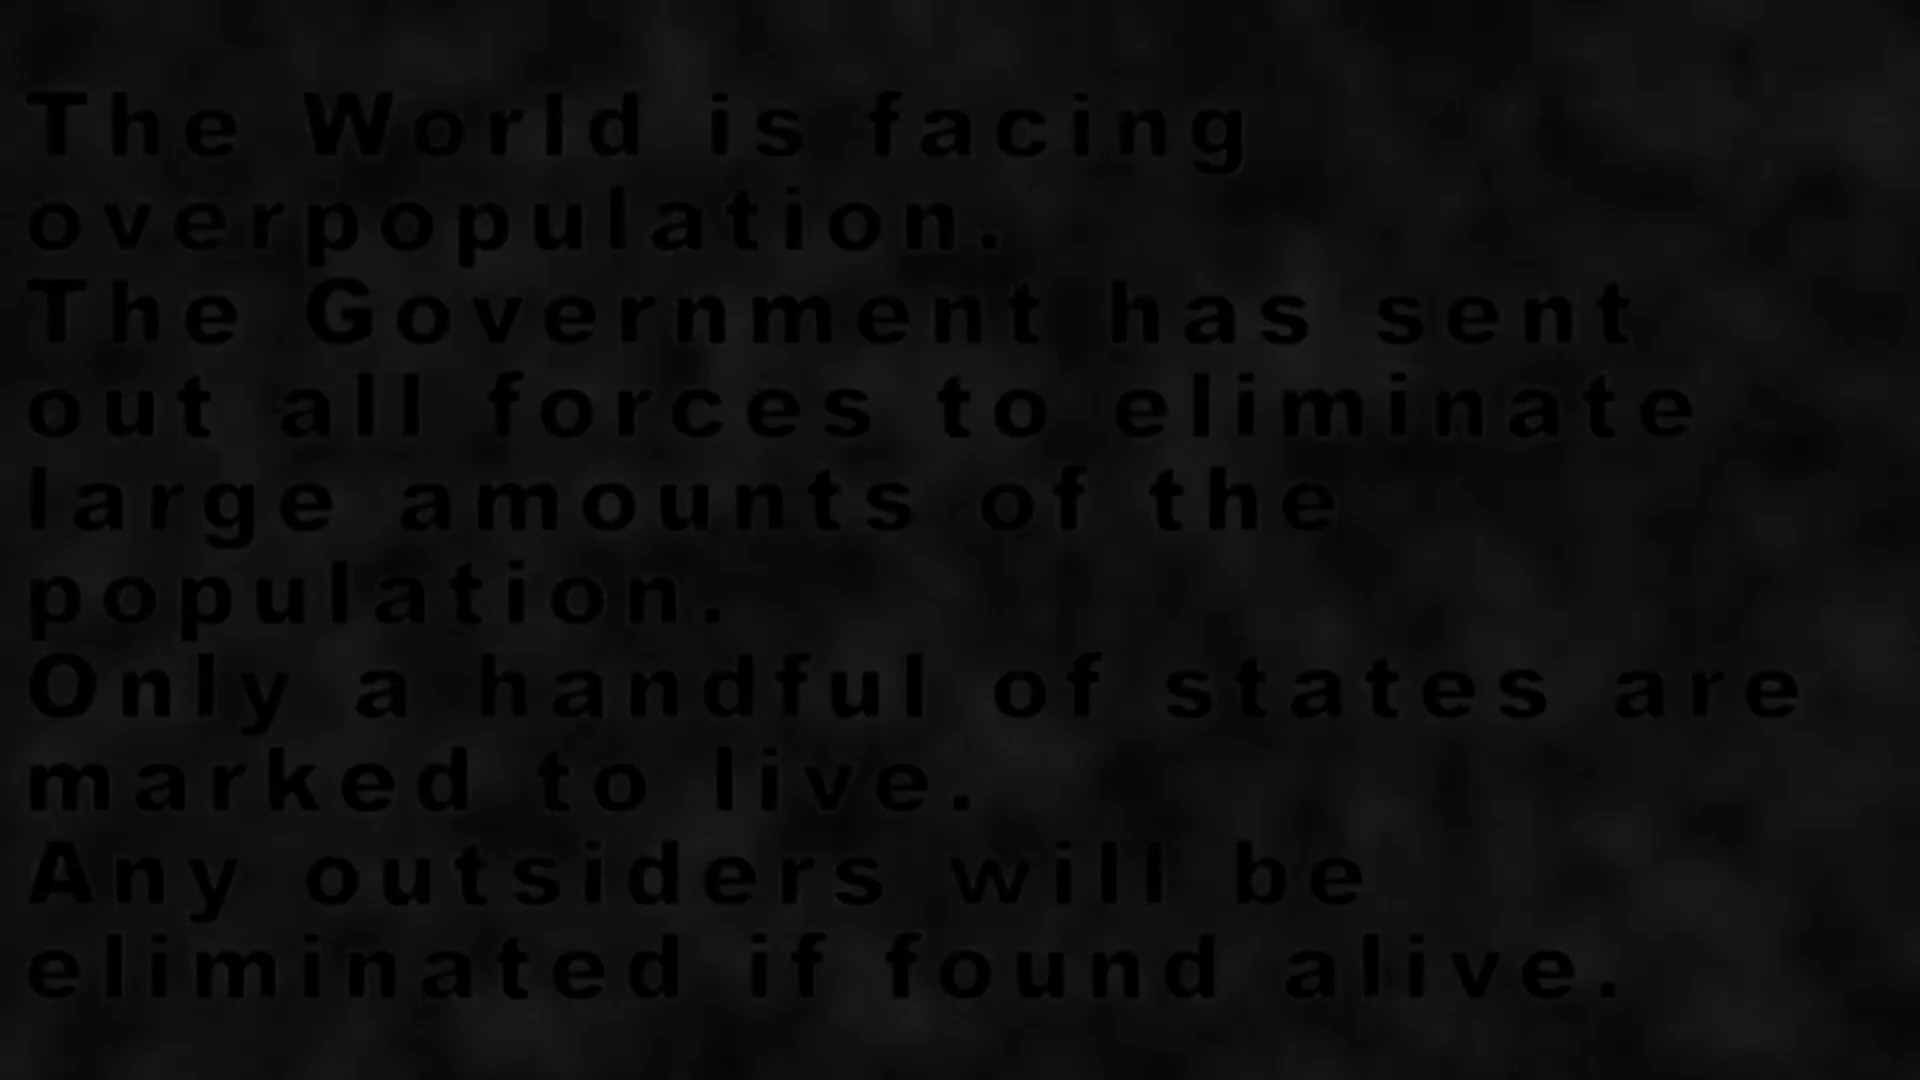 The World is facing
overpopulation.
The Government has sent
out all forces to eliminate
large amounts of the
population.
Only a handful of states are
marked to live.
Any outsiders will be
eliminated if found alive.